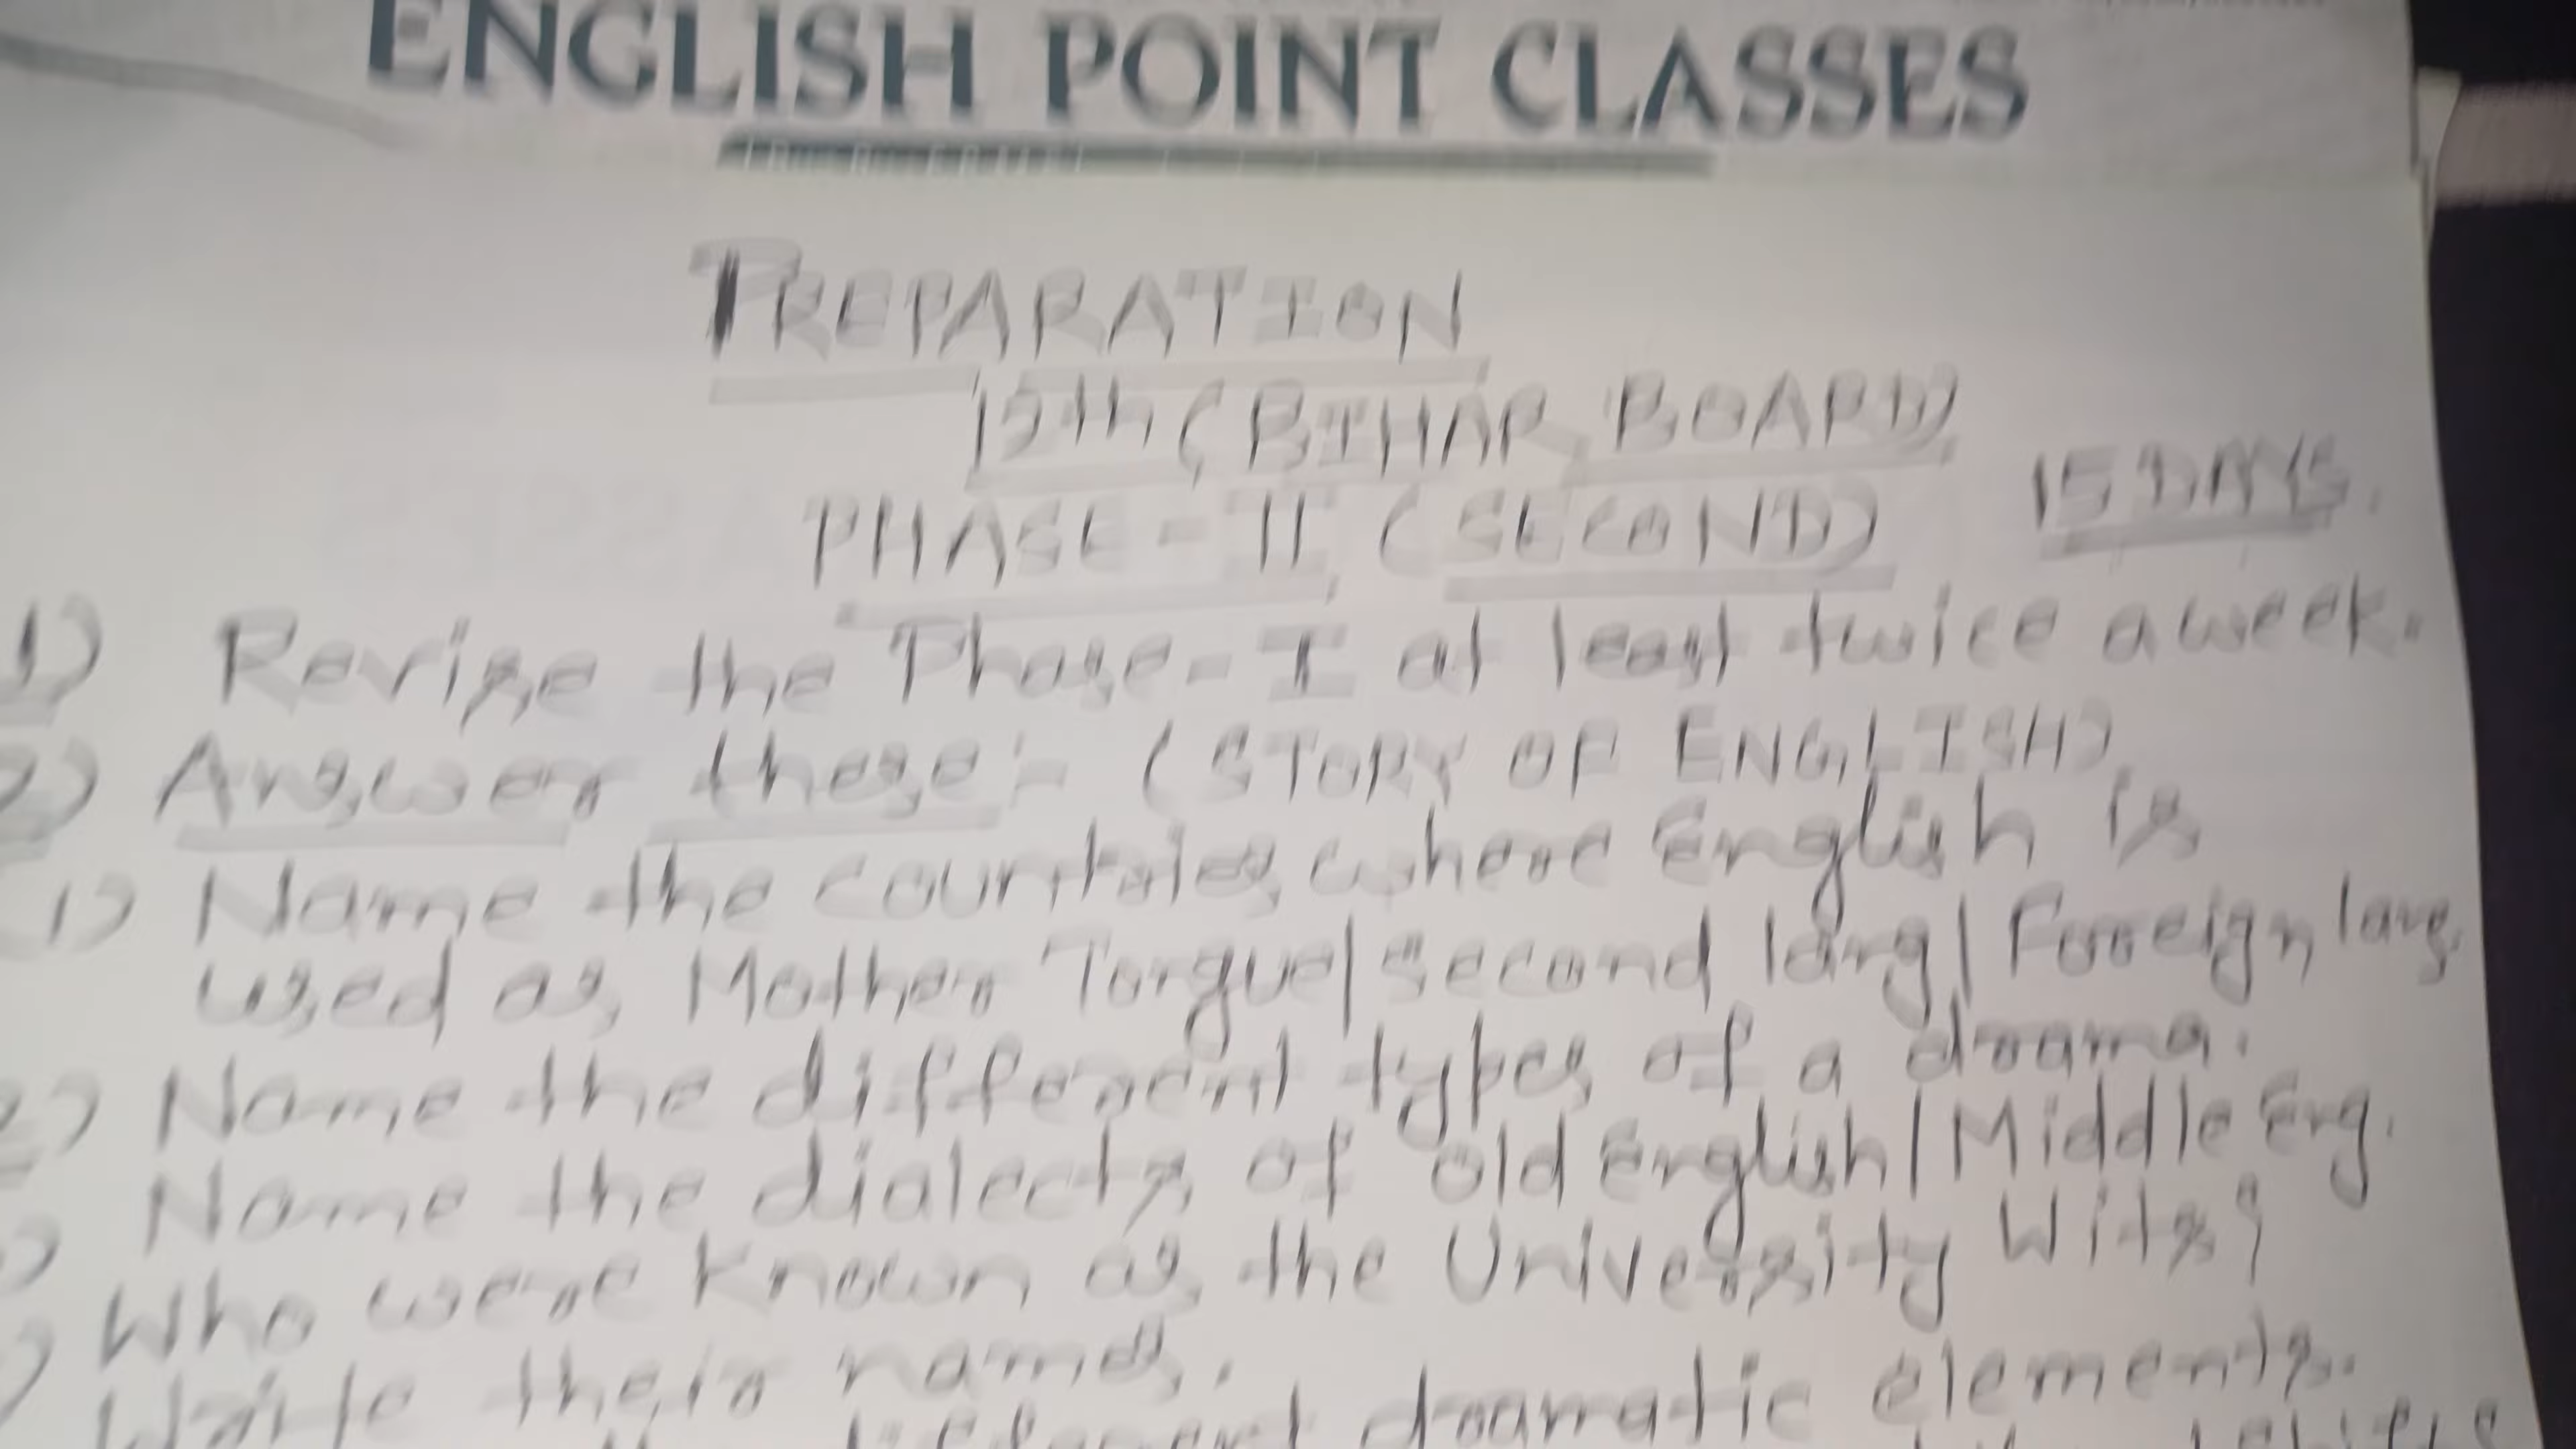 ENGLISH POINT CLASSES
PREPARATION
12th (BIHAR BOARD)
PHASE-II (SECOND) 15 DAYS.
1) Revise the Phase-I at least twice a week.
2) Answer these:- (STORY OF ENGLISH)
(1) Name the countries where English is
used as Mother Tongue/second lang/Foreign lang.
2) Name the different types of a drama.
) Name the dialects of old English/Middle Eng.
) Who were known as the University Wits?
Write their names.
different dramatic elements.